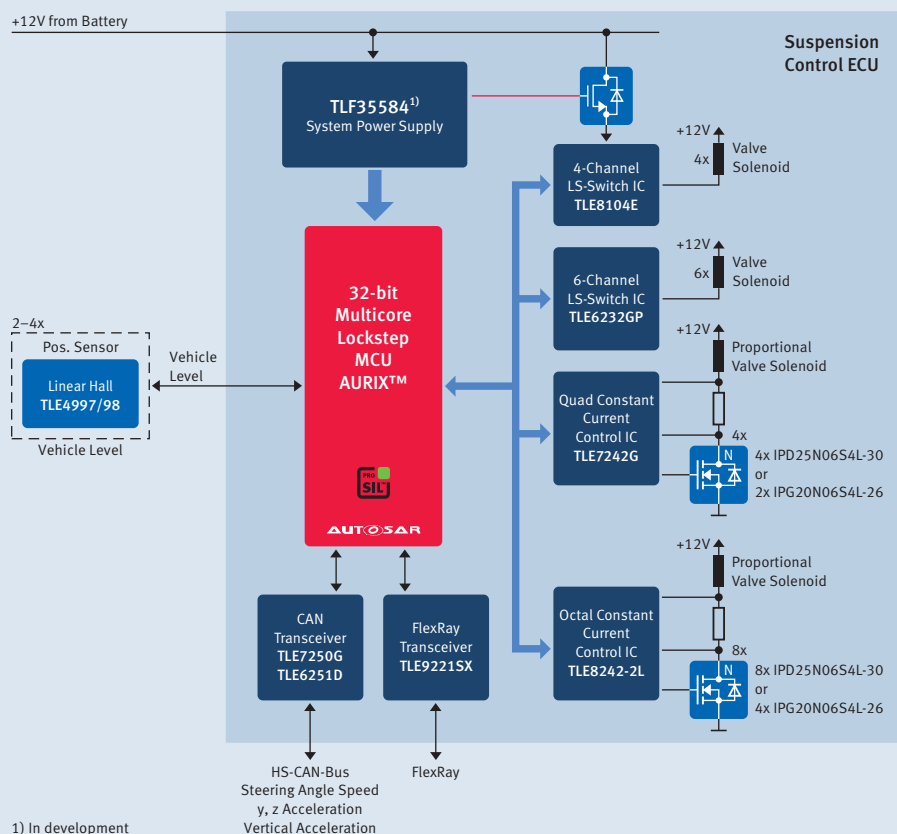 +12V from Battery
Suspension
Control ECU
TLF35584¹⁾
System Power Supply
4-Channel
LS-Switch IC
TLE8104E
+12V
4x
Valve
Solenoid
6-Channel
LS-Switch IC
TLE6232GP
+12V
6x
Valve
Solenoid
32-bit
Multicore
Lockstep
MCU
AURIX™
PRO
SIL™
AUTOSAR
2–4x
Pos. Sensor
Linear Hall
TLE4997/98
Vehicle Level
Vehicle
Level
+12V
Proportional
Valve Solenoid
Quad Constant
Current
Control IC
TLE7242G
4x
N
4x IPD25N06S4L-30
or
2x IPG20N06S4L-26
+12V
Proportional
Valve Solenoid
Octal Constant
Current
Control IC
TLE8242-2L
8x
N
8x IPD25N06S4L-30
or
4x IPG20N06S4L-26
CAN
Transceiver
TLE7250G
TLE6251D
FlexRay
Transceiver
TLE9221SX
HS-CAN-Bus
Steering Angle Speed
y, z Acceleration
Vertical Acceleration
FlexRay
1) In development